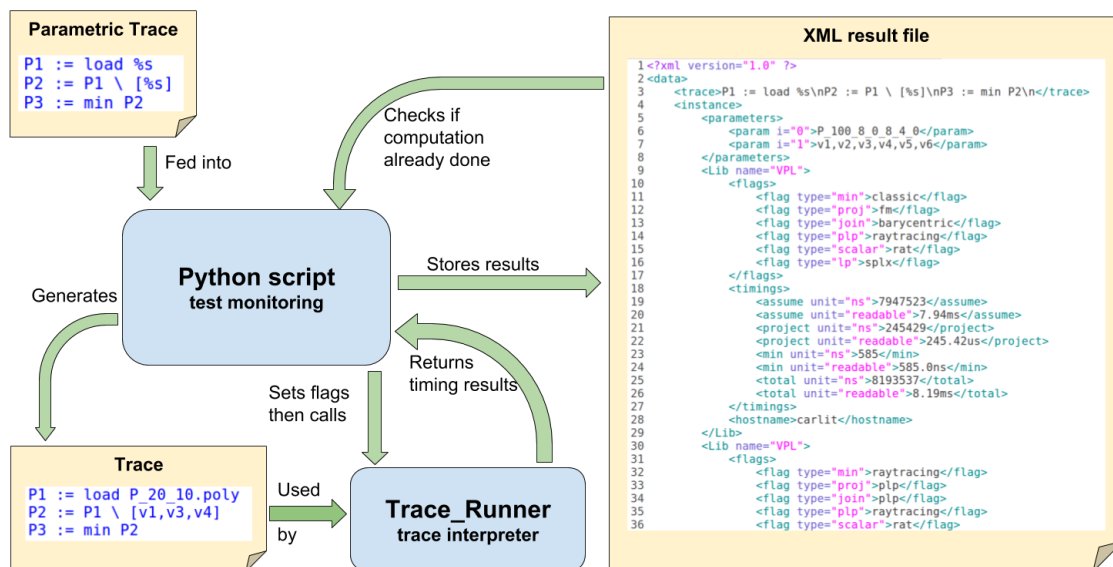 Parametric Trace
P1 := load %s
P2 := P1 \ [%s]
P3 := min P2
Fed into
Checks if
computation
already done
Python script
test monitoring
Stores results
Generates
Sets flags
then calls
Returns
timing results
Trace
P1 := load P_20_10.poly
P2 := P1 \ [v1,v3,v4]
P3 := min P2
Used
by
Trace_Runner
trace interpreter
XML result file
1 <?xml version="1.0" ?>
2 <data>
3 <trace>P1 := load %s\nP2 := P1 \ [%s]\nP3 := min P2\n</trace>
4 <instance>
5 <parameters>
6 <param i="0">P_100_8_0_8_4_0</param>
7 <param i="1">v1,v2,v3,v4,v5,v6</param>
8 </parameters>
9 <Lib name="VPL">
10 <flags>
11 <flag type="min">classic</flag>
12 <flag type="proj">fm</flag>
13 <flag type="join">barycentric</flag>
14 <flag type="plp">raytracing</flag>
15 <flag type="scalar">rat</flag>
16 <flag type="lp">splx</flag>
17 </flags>
18 <timings>
19 <assume unit="ns">7947523</assume>
20 <assume unit="readable">7.94ms</assume>
21 <project unit="ns">245429</project>
22 <project unit="readable">245.42us</project>
23 <min unit="ns">585</min>
24 <min unit="readable">585.0ns</min>
25 <total unit="ns">8193537</total>
26 <total unit="readable">8.19ms</total>
27 </timings>
28 <hostname>carlit</hostname>
29 </Lib>
30 <Lib name="VPL">
31 <flags>
32 <flag type="min">raytracing</flag>
33 <flag type="proj">plp</flag>
34 <flag type="join">plp</flag>
35 <flag type="plp">raytracing</flag>
36 <flag type="scalar">rat</flag>